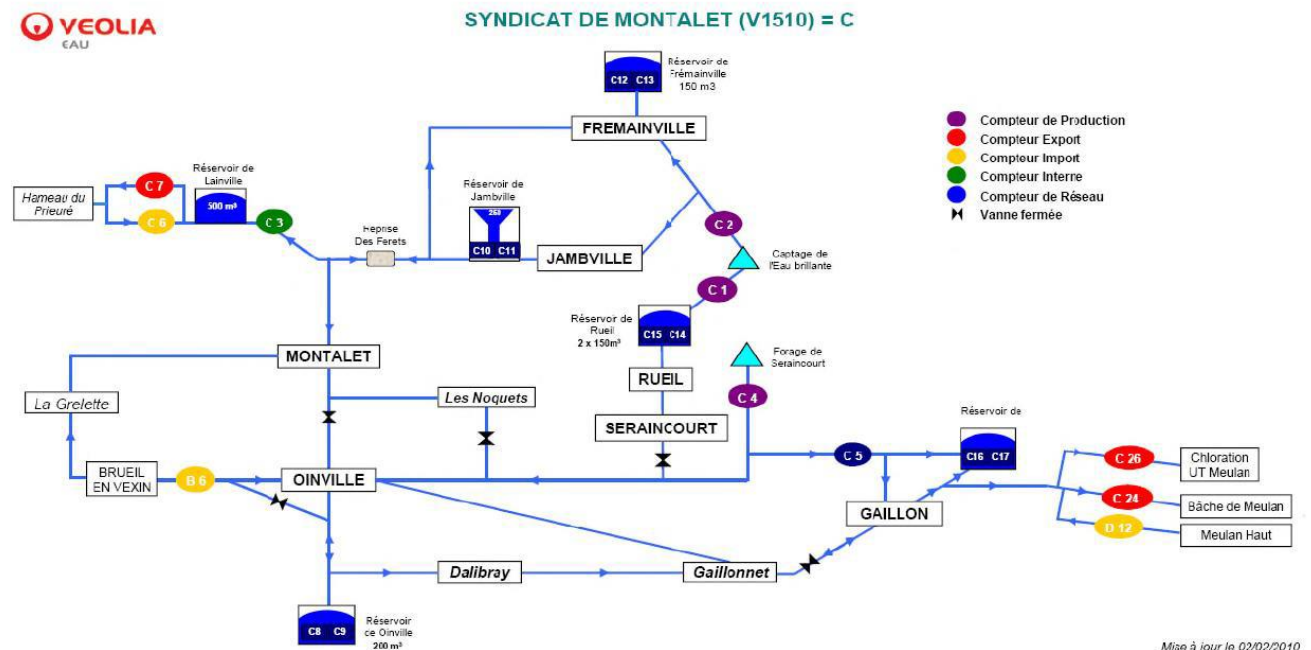 VEOLIA
EAU
SYNDICAT DE MONTALET (V1510) = C
C12 C13
Réservoir de
Frémainville
150 m3
FREMAINVILLE
Compteur de Production
Compteur Export
Compteur Import
Compteur Interne
Compteur de Réseau
Vanne fermée
Hameau du
Prieuré
C 7
C 6
Réservoir de
Lainville
500 m³
C 3
Reprise
Des Ferets
Réservoir de
Jambville
C10 C11
JAMBVILLE
C 2
Captage de
l'Eau brillante
C 1
Réservoir de
Rueil
2 x 150m³
C15 C14
MONTALET
RUEIL
Forage de
Seraincourt
C 4
La Grelette
Les Noquets
SERAINCOURT
Réservoir de
C16 C17
BRUEIL
EN VEXIN
B 6
OINVILLE
C 5
GAILLON
C 26
Chloration
UT Meulan
C 24
Bâche de Meulan
D 12
Meulan Haut
Dalibray
Gaillonnet
C8 C9
Réservoir
de Oinville
200 m³
Mise à jour le 02/02/2010